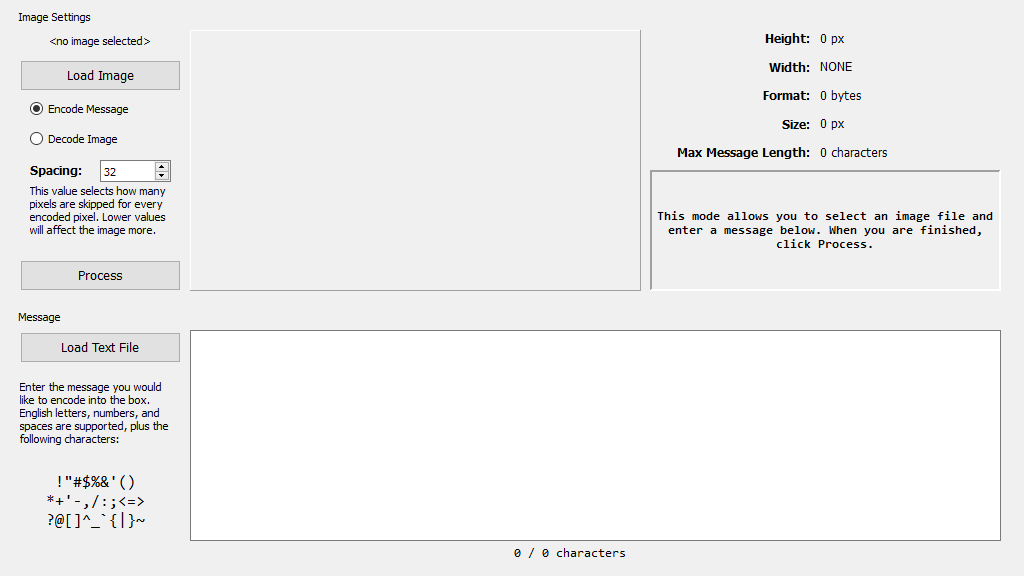 Image Settings
<no image selected>
Load Image
Encode Message
Decode Image
Spacing: 32
This value selects how many
pixels are skipped for every
encoded pixel. Lower values
will affect the image more.
Process
Height: 0 px
Width: NONE
Format: 0 bytes
Size: 0 px
Max Message Length: 0 characters
This mode allows you to select an image file and
enter a message below. When you are finished,
click Process.
Message
Load Text File
Enter the message you would
like to encode into the box.
English letters, numbers, and
spaces are supported, plus the
following characters:
!"#$%&'()
*+'-,/:;<=>
?@[]^_`{|}~
0 / 0 characters